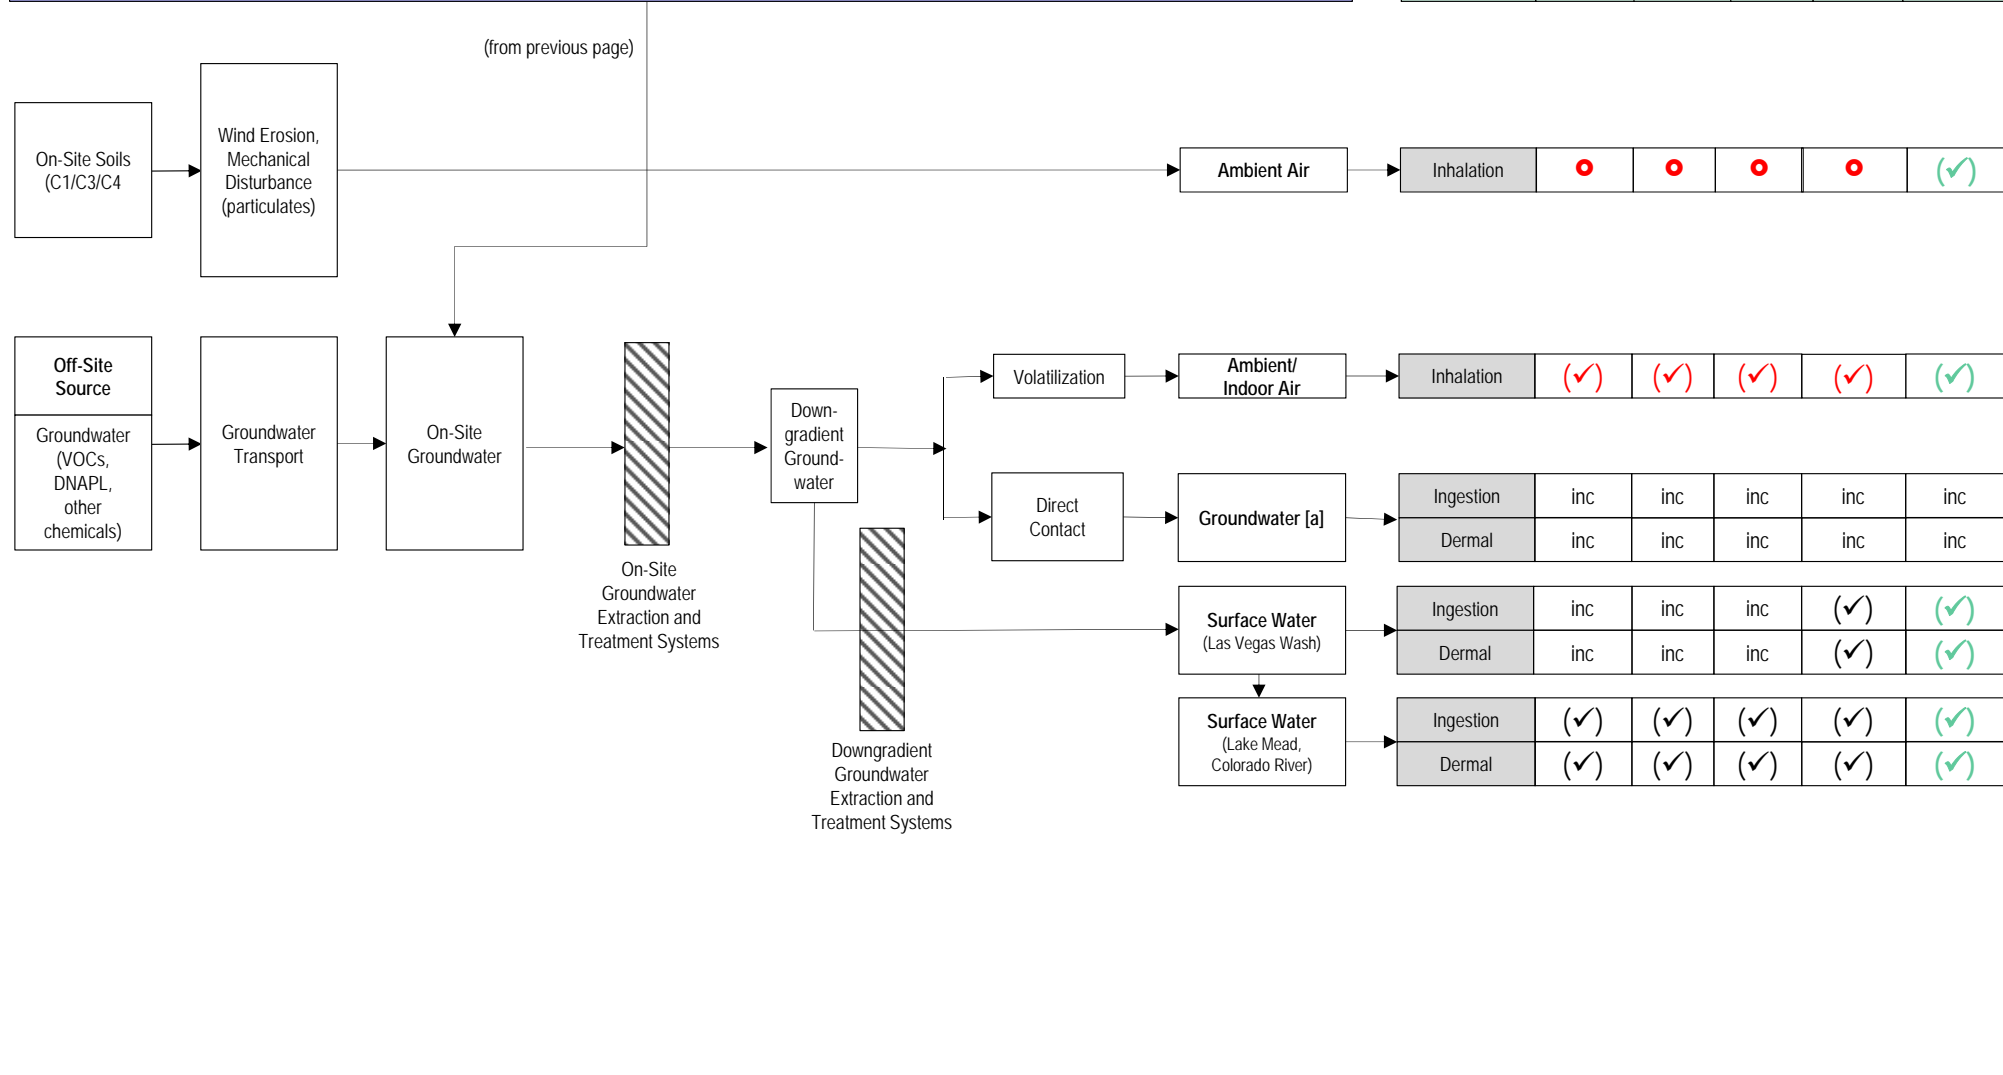 (from previous page)
On-Site Soils
(C1/C3/C4
Wind Erosion,
Mechanical
Disturbance
(particulates)
Ambient Air
Inhalation (✓)
Off-Site
Source
Groundwater
(VOCs,
DNAPL,
other
chemicals)
Groundwater
Transport
On-Site
Groundwater
On-Site
Groundwater
Extraction and
Treatment Systems
Down-
gradient
Ground-
water
Downgradient
Groundwater
Extraction and
Treatment Systems
Volatilization
Ambient/
Indoor Air
Inhalation (✓) (✓) (✓) (✓) (✓)
Direct
Contact
Groundwater [a]
Ingestion inc inc inc inc inc
Dermal inc inc inc inc inc
Surface Water
(Las Vegas Wash)
Ingestion inc inc inc (✓) (✓)
Dermal inc inc inc (✓) (✓)
Surface Water
(Lake Mead,
Colorado River)
Ingestion (✓) (✓) (✓) (✓) (✓)
Dermal (✓) (✓) (✓) (✓) (✓)